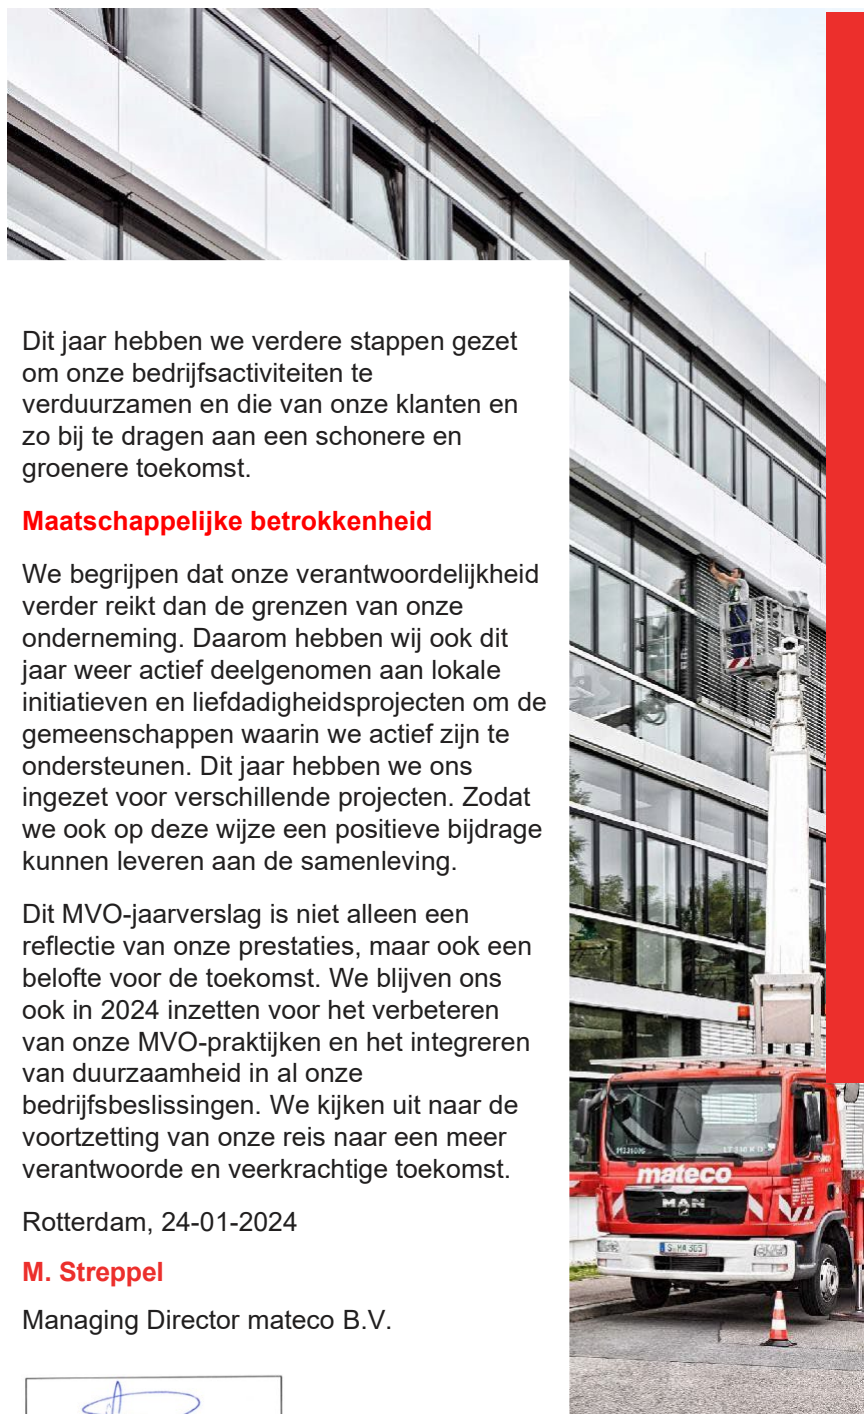 Dit jaar hebben we verdere stappen gezet
om onze bedrijfsactiviteiten te
verduurzamen en die van onze klanten en
zo bij te dragen aan een schonere en
groenere toekomst.
Maatschappelijke betrokkenheid
We begrijpen dat onze verantwoordelijkheid
verder reikt dan de grenzen van onze
onderneming. Daarom hebben wij ook dit
jaar weer actief deelgenomen aan lokale
initiatieven en liefdadigheidsprojecten om de
gemeenschappen waarin we actief zijn te
ondersteunen. Dit jaar hebben we ons
ingezet voor verschillende projecten. Zodat
we ook op deze wijze een positieve bijdrage
kunnen leveren aan de samenleving.
Dit MVO-jaarverslag is niet alleen een
reflectie van onze prestaties, maar ook een
belofte voor de toekomst. We blijven ons
ook in 2024 inzetten voor het verbeteren
van onze MVO-praktijken en het integreren
van duurzaamheid in al onze
bedrijfsbeslissingen. We kijken uit naar de
voortzetting van onze reis naar een meer
verantwoorde en veerkrachtige toekomst.
Rotterdam, 24-01-2024
M. Streppel
Managing Director mateco B.V.
mateco
MAN
S-MA 365